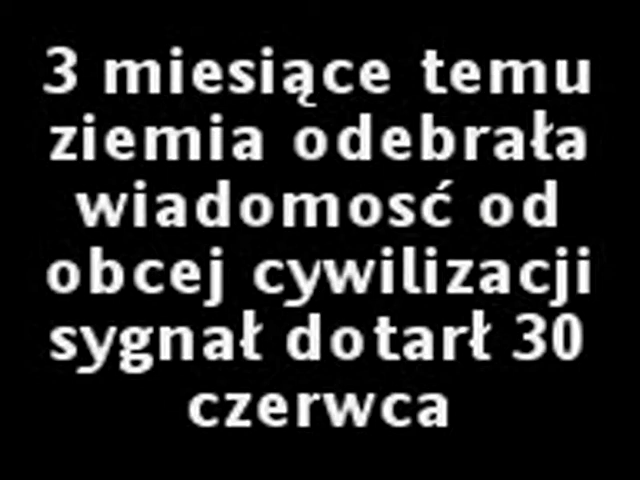 3 miesiące temu
ziemia odebrała
wiadomosć od
obcej cywilizacji
sygnał dotarł 30
czerwca